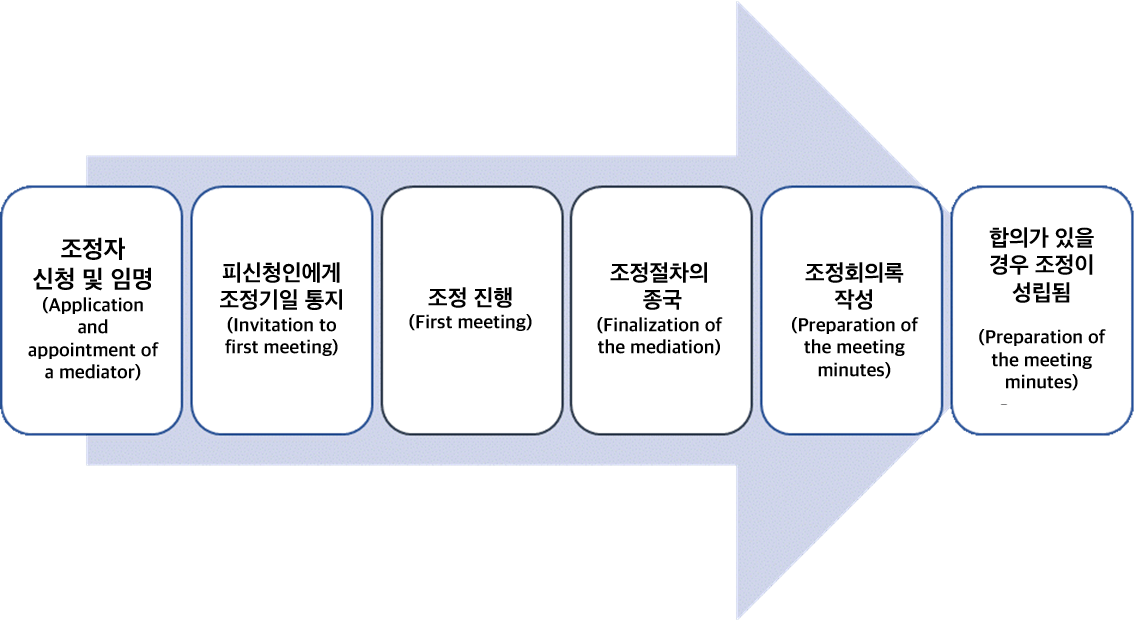 조정자
신청 및 임명
(Application
and
appointment of
a mediator)
피신청인에게
조정기일 통지
(Invitation to
first meeting)
조정 진행
(First meeting)
조정절차의
종국
(Finalization of
the mediation)
조정회의록
작성
(Preparation of
the meeting
minutes)
합의가 있을
경우 조정이
성립됨
(Preparation of
the meeting
minutes)